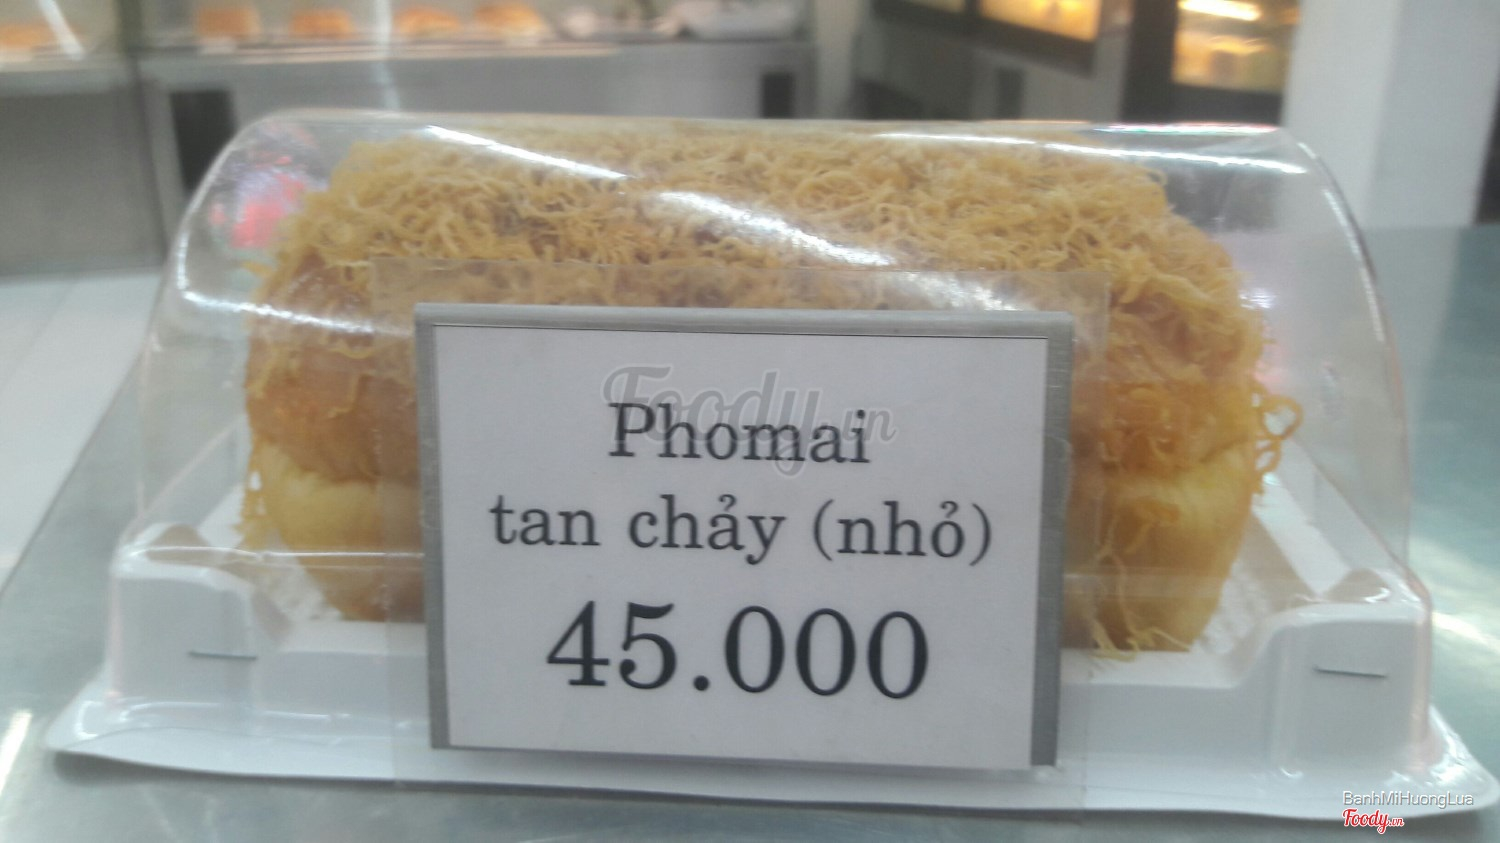 Foody.vn
Phomai
tan chảy (nhỏ)
45.000
BanhMiHuongLua
Foody.vn